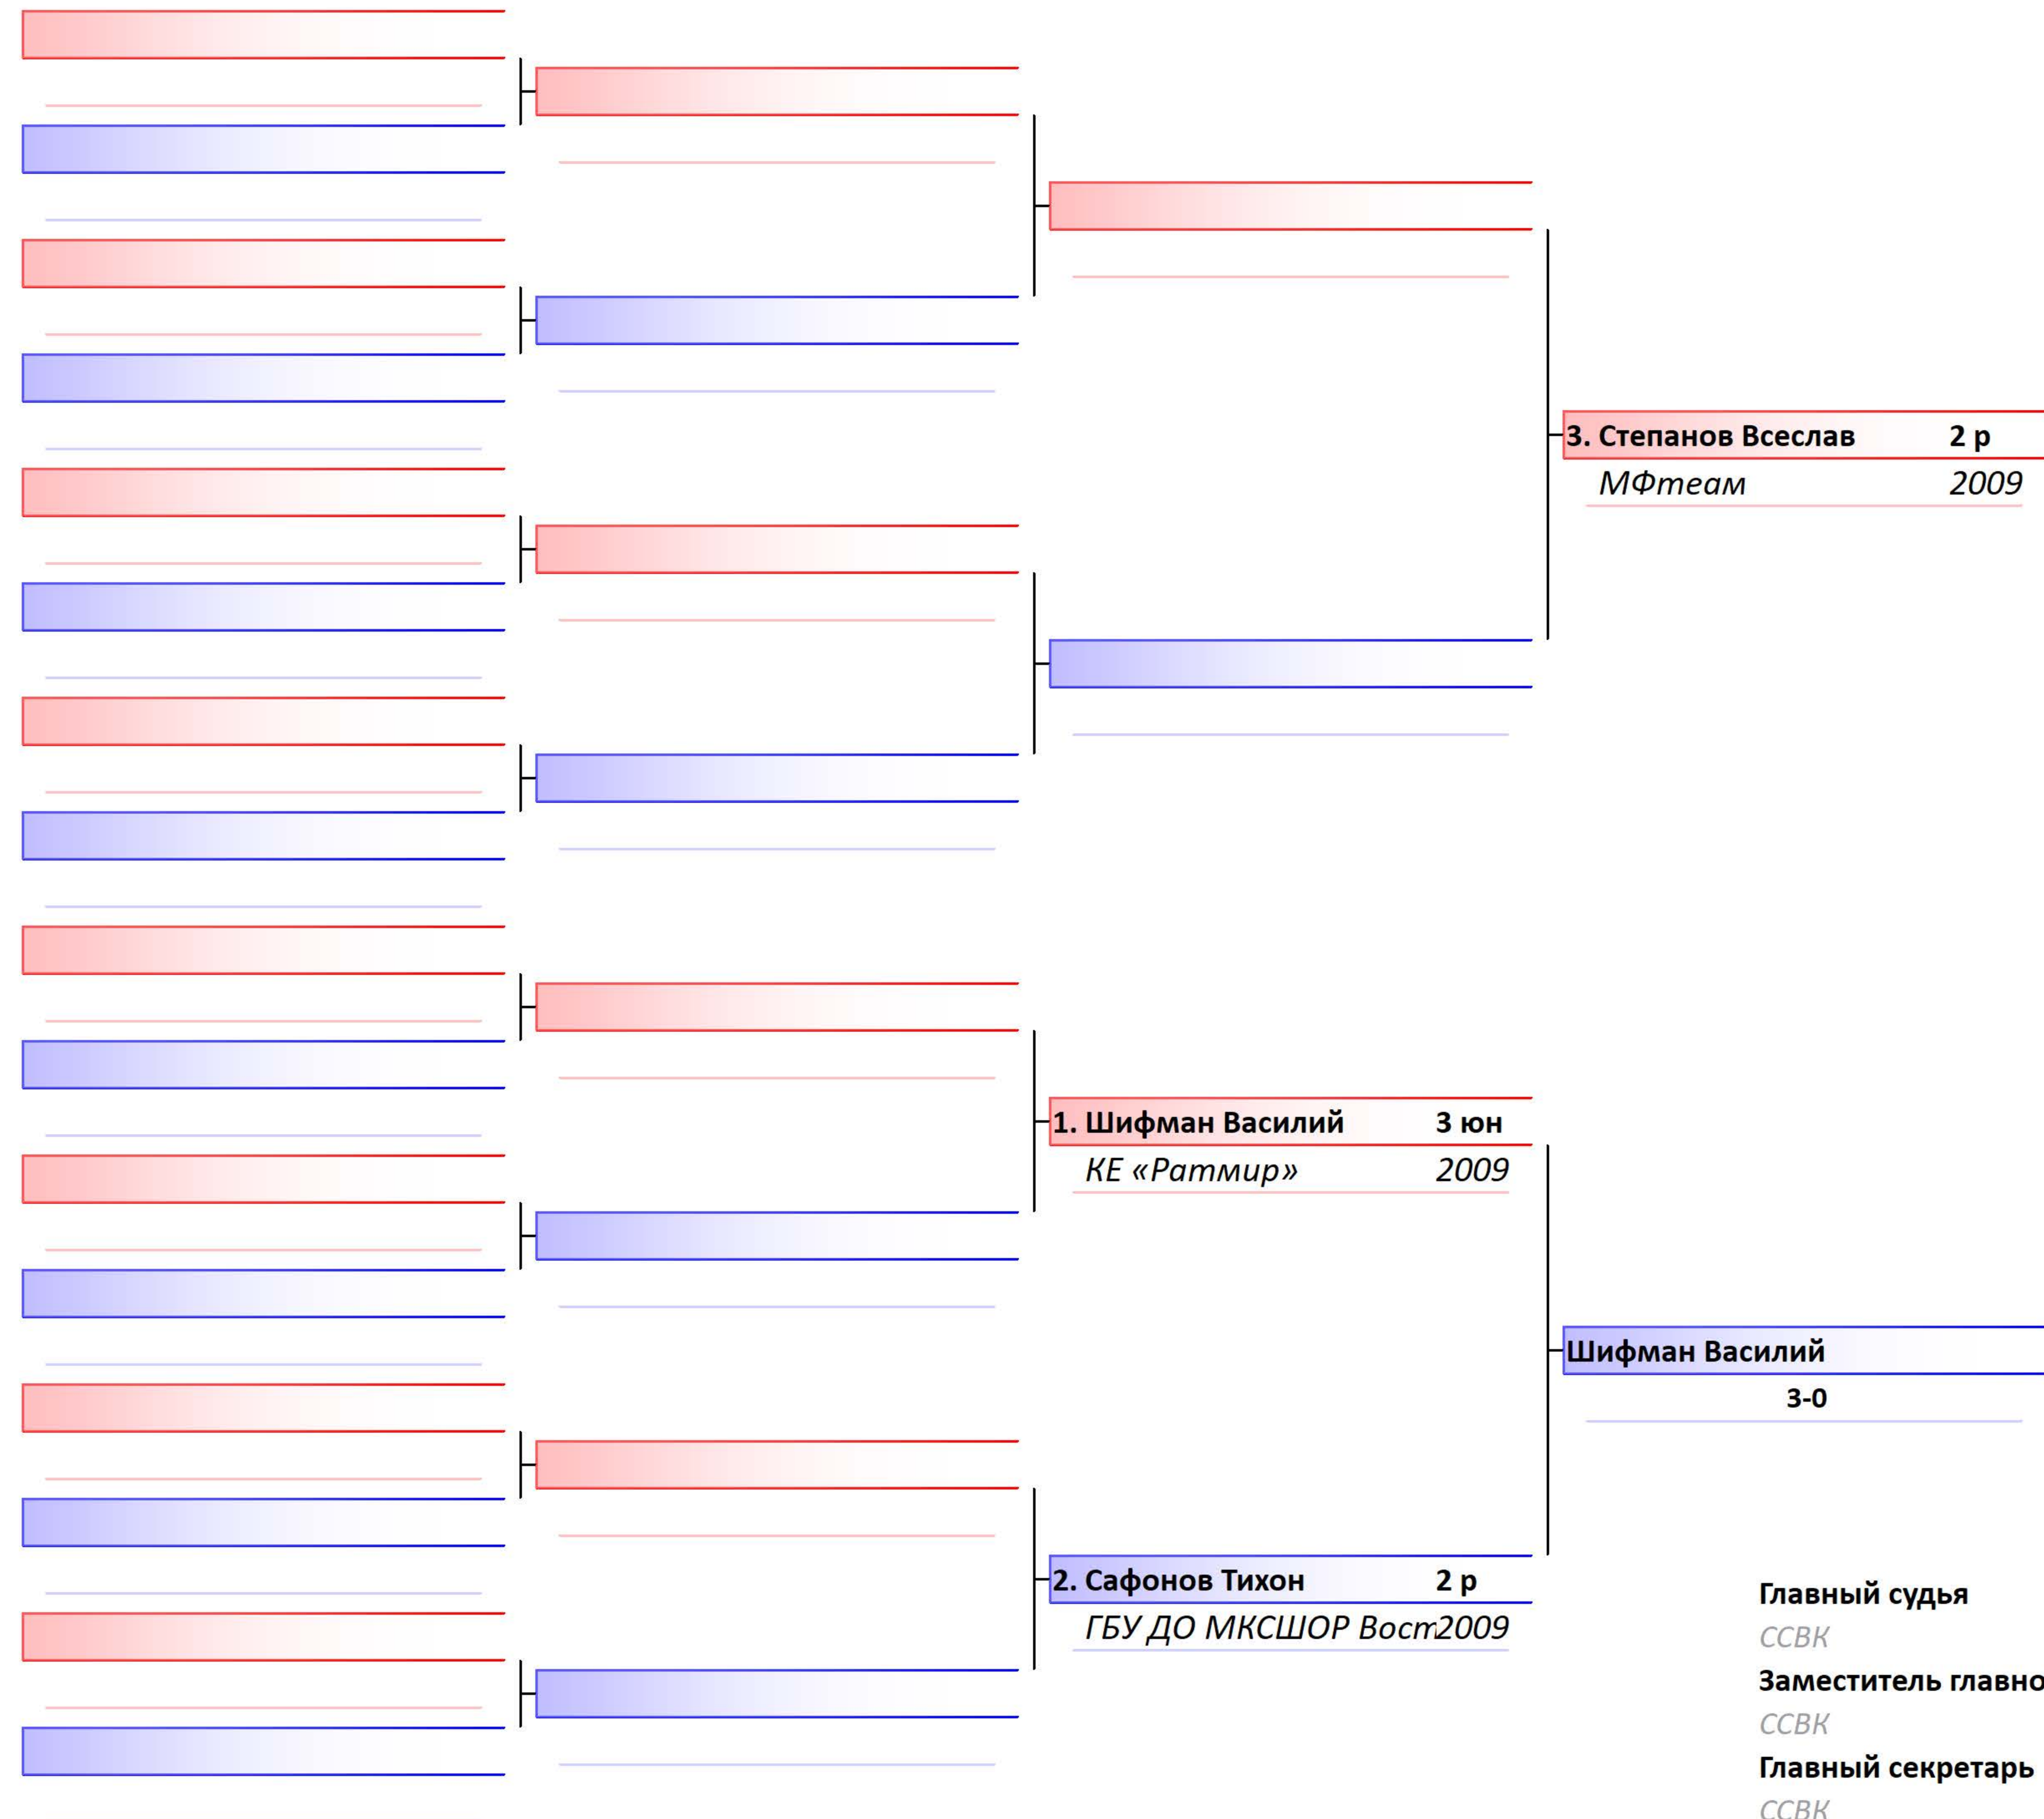 3. Степанов Всеслав 2 р
МФтеам 2009
1. Шифман Василий 3 юн
КЕ «Ратмир» 2009
Шифман Василий
3-0
2. Сафонов Тихон 2 р
ГБУ ДО МКСШОР Вост 2009
Главный судья
ССВК
Заместитель главно
ССВК
Главный секретарь
ССВК